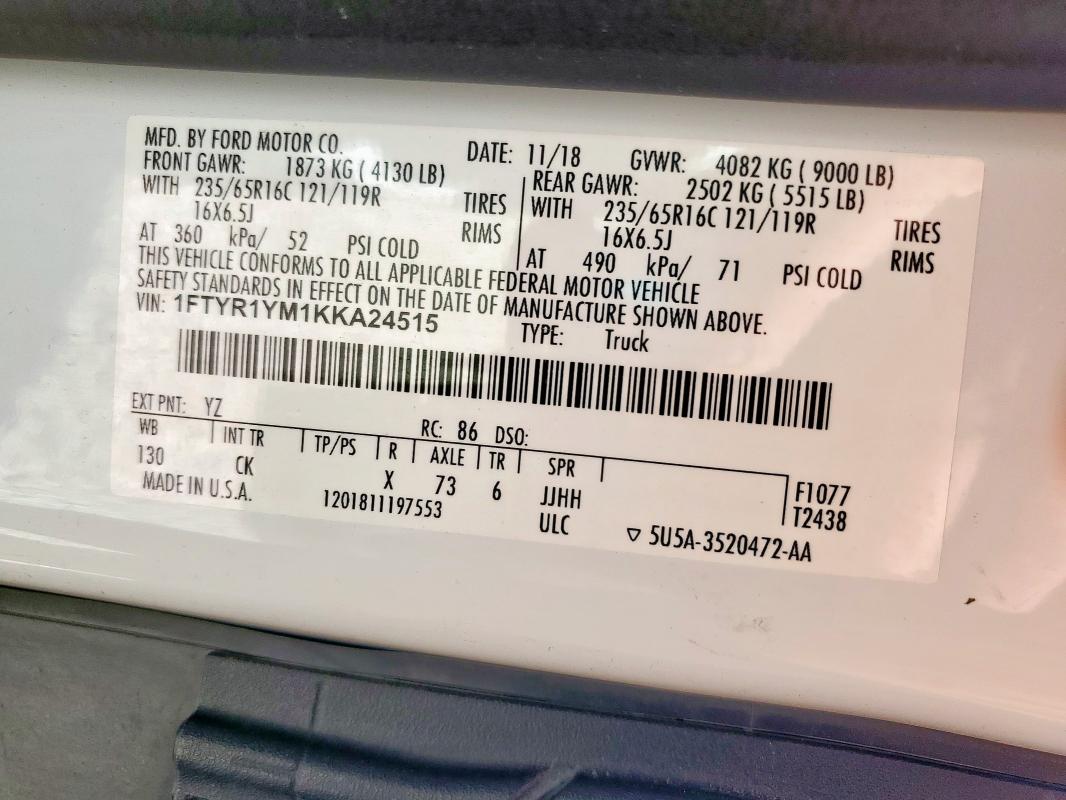 MFD. BY FORD MOTOR CO.
DATE: 11/18 GVWR: 4082 KG ( 9000 LB)
FRONT GAWR: 1873 KG ( 4130 LB)
WITH 235/65R16C 121/119R TIRES
16X6.5J RIMS
AT 360 kPa/ 52 PSI COLD
REAR GAWR: 2502 KG ( 5515 LB)
WITH 235/65R16C 121/119R TIRES
16X6.5J RIMS
AT 490 kPa/ 71 PSI COLD
THIS VEHICLE CONFORMS TO ALL APPLICABLE FEDERAL MOTOR VEHICLE
SAFETY STANDARDS IN EFFECT ON THE DATE OF MANUFACTURE SHOWN ABOVE.
VIN: 1FTYR1YM1KKA24515
TYPE: Truck
EXT PNT: YZ RC: 86 DSO:
WB INT TR TP/PS R AXLE TR SPR
130 CK X 73 6 JJHH
ULC
F1077
T2438
MADE IN U.S.A.
1201811197553
▽ 5U5A-3520472-AA